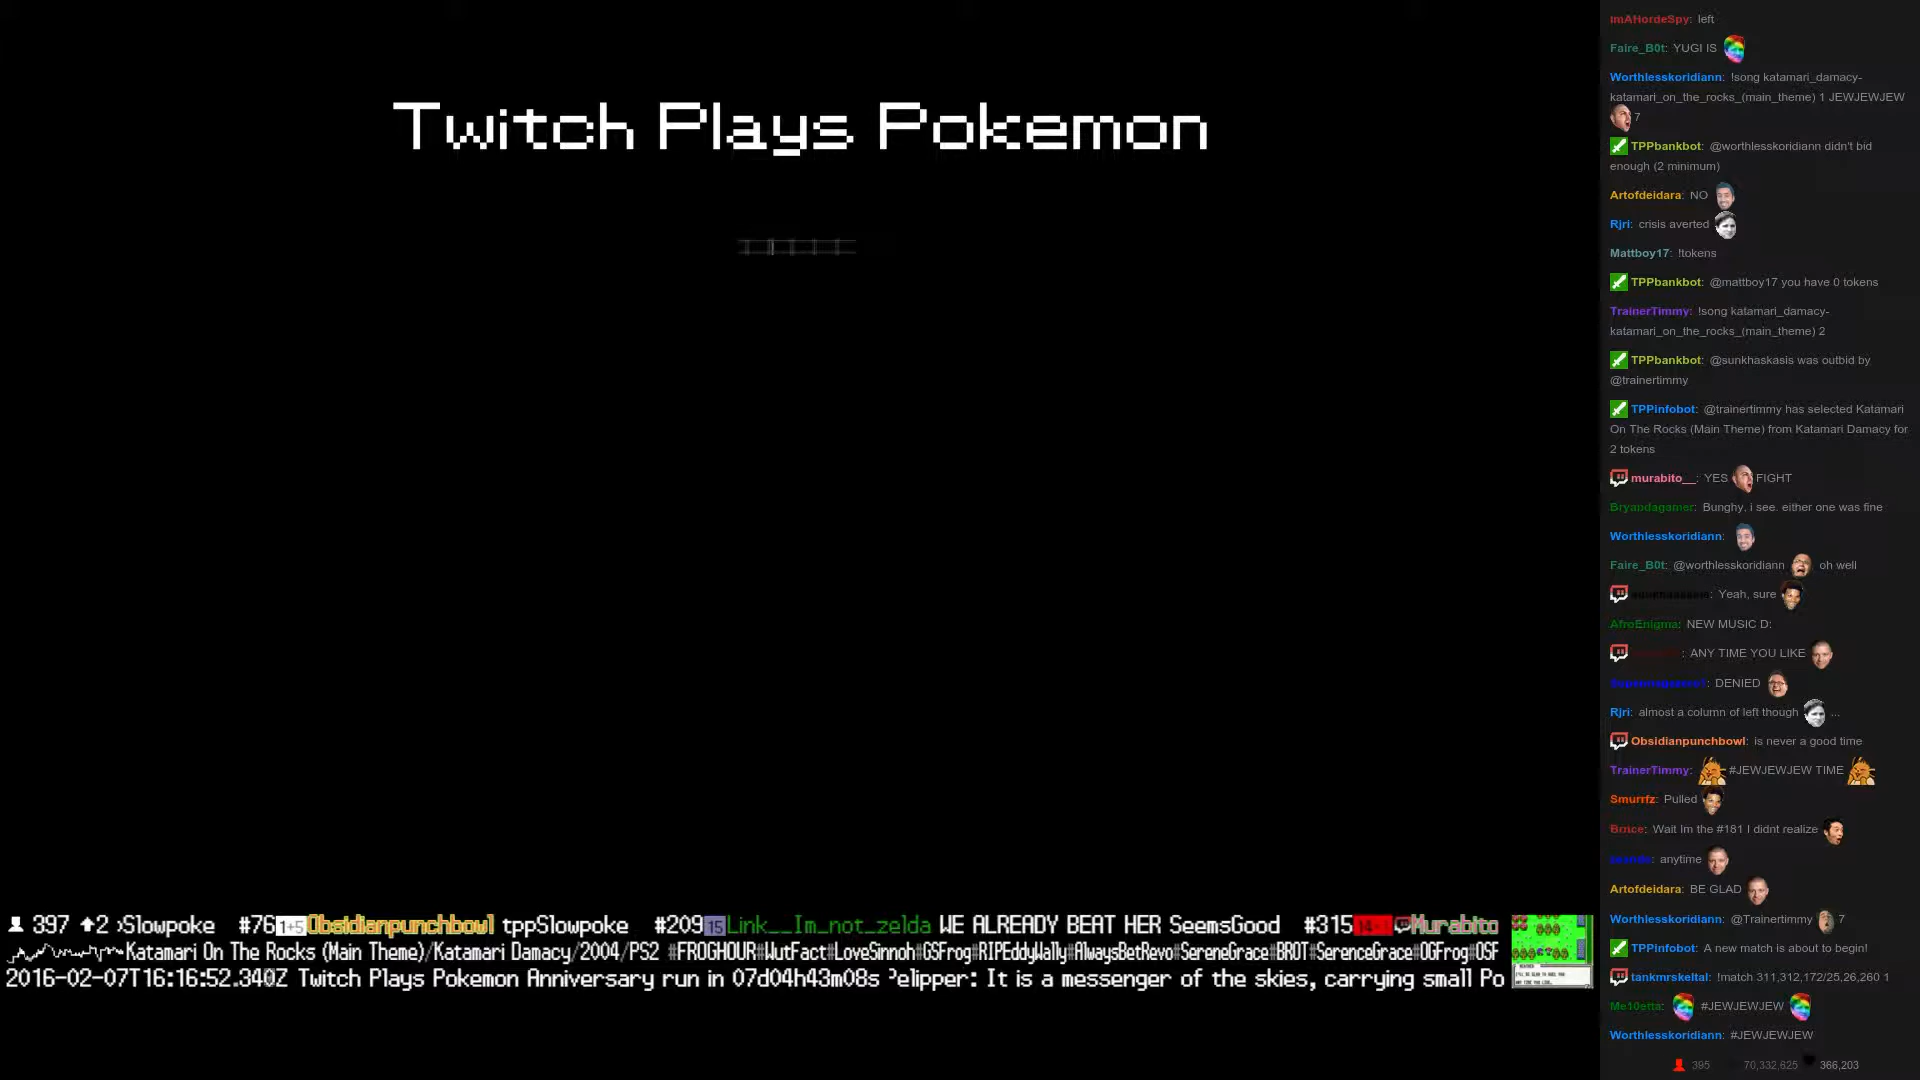 Twitch Plays Pokemon
397 2 ›Slowpoke #76 1+5 Obsidianpunchbowl tppSlowpoke #209 15 Link__Im_not_zelda WE ALREADY BEAT HER SeemsGood #315 Murabito
Katamari On The Rocks (Main Theme)/Katamari Damacy/2004/PS2 #FROGHOUR#WutFact#LoveSinnoh#GSFrog#RIPEddyWally#AlwaysBetRevo#SereneGrace#BROT#SerenceGrace#OGFrog#OSF
2016-02-07T16:16:52.340Z Twitch Plays Pokemon Anniversary run in 07d04h43m08s Pelipper: It is a messenger of the skies, carrying small Po
ImAHordeSpy: left
Faire_B0t: YUGI IS
Worthlesskoridiann: !song katamari_damacy-
katamari_on_the_rocks_(main_theme) 1 JEWJEWJEW
7
TPPbankbot: @worthlesskoridiann didn't bid
enough (2 minimum)
Artofdeidara: NO
Rjri: crisis averted
Mattboy17: !tokens
TPPbankbot: @mattboy17 you have 0 tokens
TrainerTimmy: !song katamari_damacy-
katamari_on_the_rocks_(main_theme) 2
TPPbankbot: @sunkhaskasis was outbid by
@trainertimmy
TPPinfobot: @trainertimmy has selected Katamari
On The Rocks (Main Theme) from Katamari Damacy for
2 tokens
murabito__: YES FIGHT
Bryapdagamer: Bunghy, i see. either one was fine
Worthlesskoridiann:
Faire_B0t: @worthlesskoridiann oh well
: Yeah, sure
AfroEnigma: NEW MUSIC D:
: ANY TIME YOU LIKE
: DENIED
Rjri: almost a column of left though ...
Obsidianpunchbowl: is never a good time
TrainerTimmy: #JEWJEWJEW TIME
Smurrfz: Pulled
Brnce: Wait Im the #181 I didnt realize
: anytime
Artofdeidara: BE GLAD
Worthlesskoridiann: @Trainertimmy 7
TPPinfobot: A new match is about to begin!
tankmrskeltal: !match 311,312,172/25,26,260 1
Me10etta: #JEWJEWJEW
Worthlesskoridiann: #JEWJEWJEW
395 70,332,625 366,203